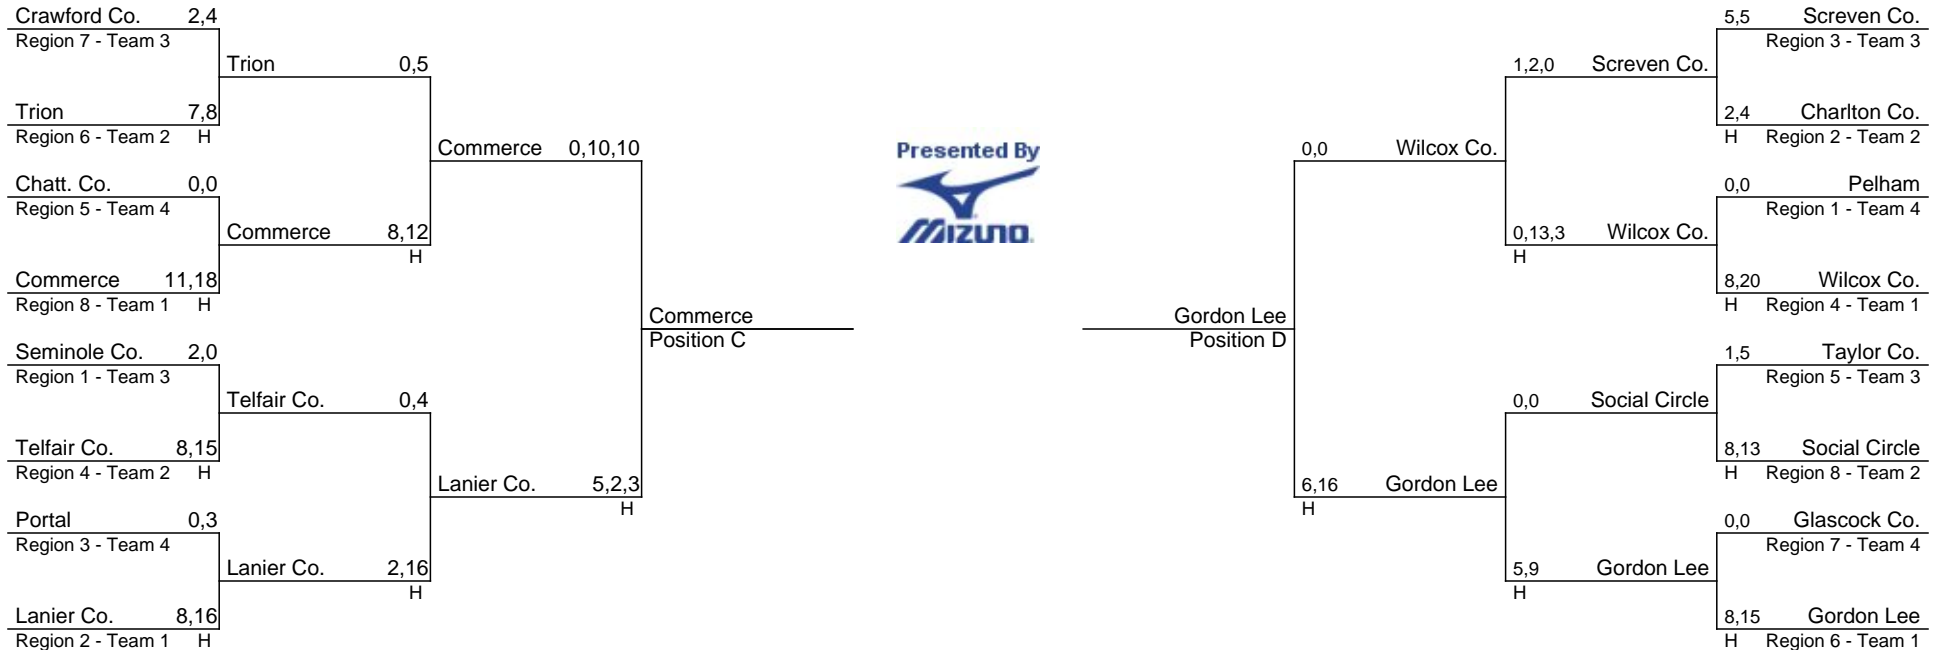 Crawford Co. 2,4
Region 7 - Team 3
Trion 0,5
Trion 7,8
Region 6 - Team 2 H
Commerce 0,10,10
Chatt. Co. 0,0
Region 5 - Team 4
Commerce 8,12
H
Commerce 11,18
Region 8 - Team 1 H
Commerce
Position C
Seminole Co. 2,0
Region 1 - Team 3
Telfair Co. 0,4
Telfair Co. 8,15
Region 4 - Team 2 H
Lanier Co. 5,2,3
H
Portal 0,3
Region 3 - Team 4
Lanier Co. 2,16
H
Lanier Co. 8,16
Region 2 - Team 1 H
Presented By
MIZUNO
5,5 Screven Co.
Region 3 - Team 3
1,2,0 Screven Co.
2,4 Charlton Co.
H Region 2 - Team 2
0,0 Wilcox Co.
0,0 Pelham
Region 1 - Team 4
0,13,3 Wilcox Co.
H
8,20 Wilcox Co.
H Region 4 - Team 1
Gordon Lee
Position D
1,5 Taylor Co.
Region 5 - Team 3
0,0 Social Circle
8,13 Social Circle
H Region 8 - Team 2
6,16 Gordon Lee
H
0,0 Glascock Co.
Region 7 - Team 4
5,9 Gordon Lee
H
8,15 Gordon Lee
H Region 6 - Team 1